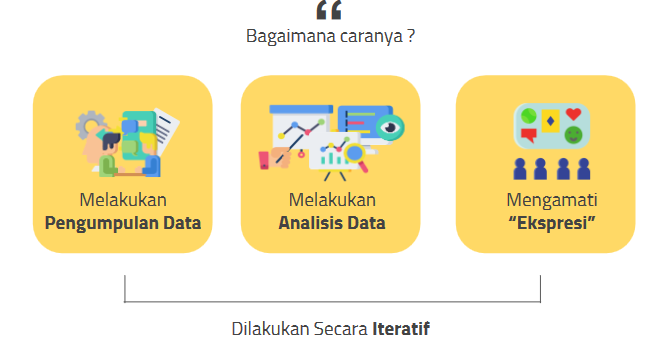 “
Bagaimana caranya ?
Melakukan
Pengumpulan Data
Melakukan
Analisis Data
Mengamati
“Ekspresi”
Dilakukan Secara Iteratif